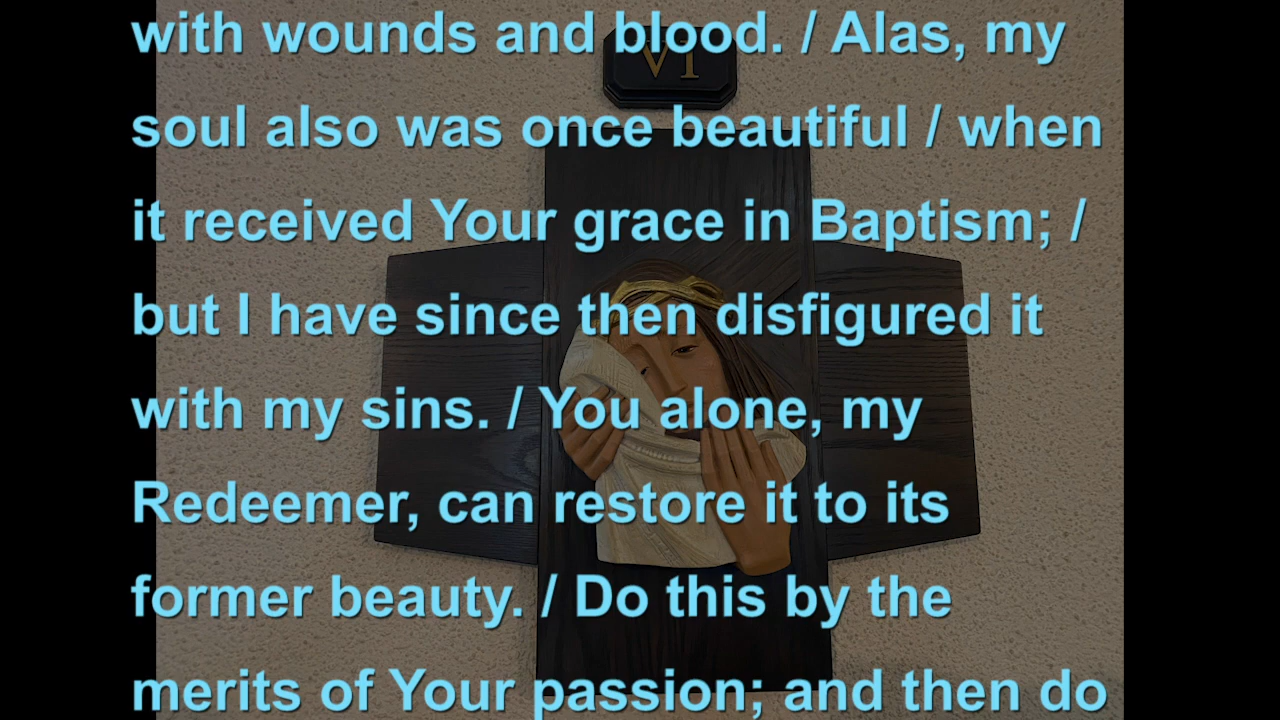 with wounds and blood. / Alas, my
VI
soul also was once beautiful / when
it received Your grace in Baptism; /
but I have since then disfigured it
with my sins. / You alone, my
Redeemer, can restore it to its
former beauty. / Do this by the
merits of Your passion; and then do